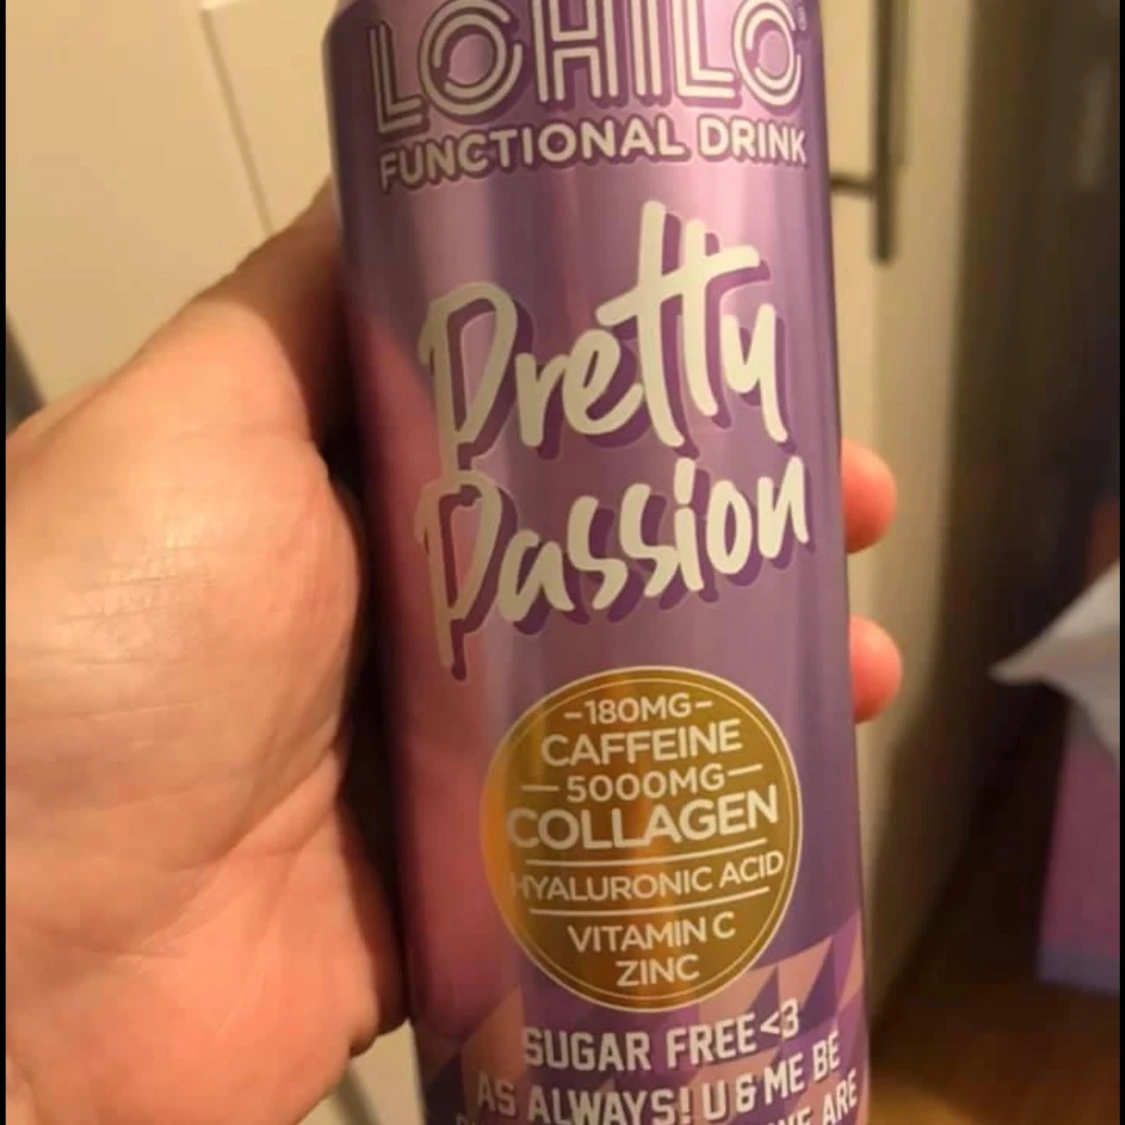 LOHILO
FUNCTIONAL DRINK
Pretty
Passion
-180MG-
CAFFEINE
—5000MG—
COLLAGEN
HYALURONIC ACID
VITAMIN C
ZINC
SUGAR FREE<3
AS ALWAYS! U & ME BE
ARE